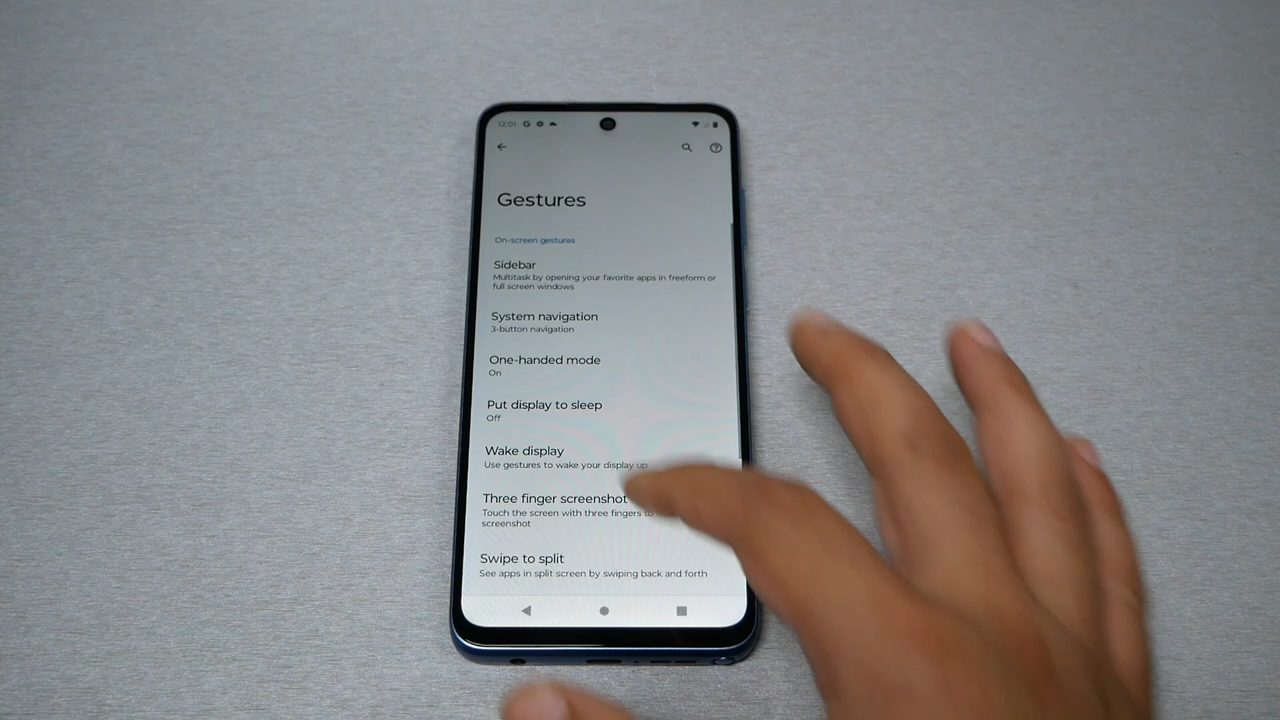 12:01
Gestures
On-screen gestures
Sidebar
Multitask by opening your favorite apps in freeform or
full screen windows
System navigation
3-button navigation
One-handed mode
On
Put display to sleep
Off
Wake display
Use gestures to wake your display up
Three finger screenshot
Touch the screen with three fingers to
screenshot
Swipe to split
See apps in split screen by swiping back and forth